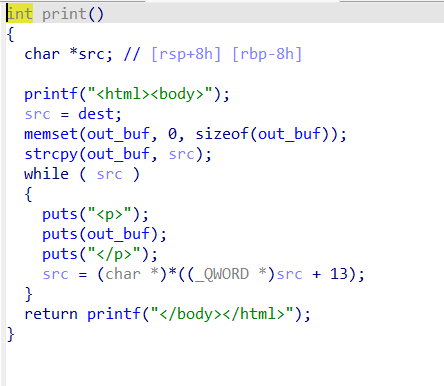 int print()
{
char *src; // [rsp+8h] [rbp-8h]
printf("<html><body>");
src = dest;
memset(out_buf, 0, sizeof(out_buf));
strcpy(out_buf, src);
while ( src )
{
puts("<p>");
puts(out_buf);
puts("</p>");
src = (char *)*((_QWORD *)src + 13);
}
return printf("</body></html>");
}